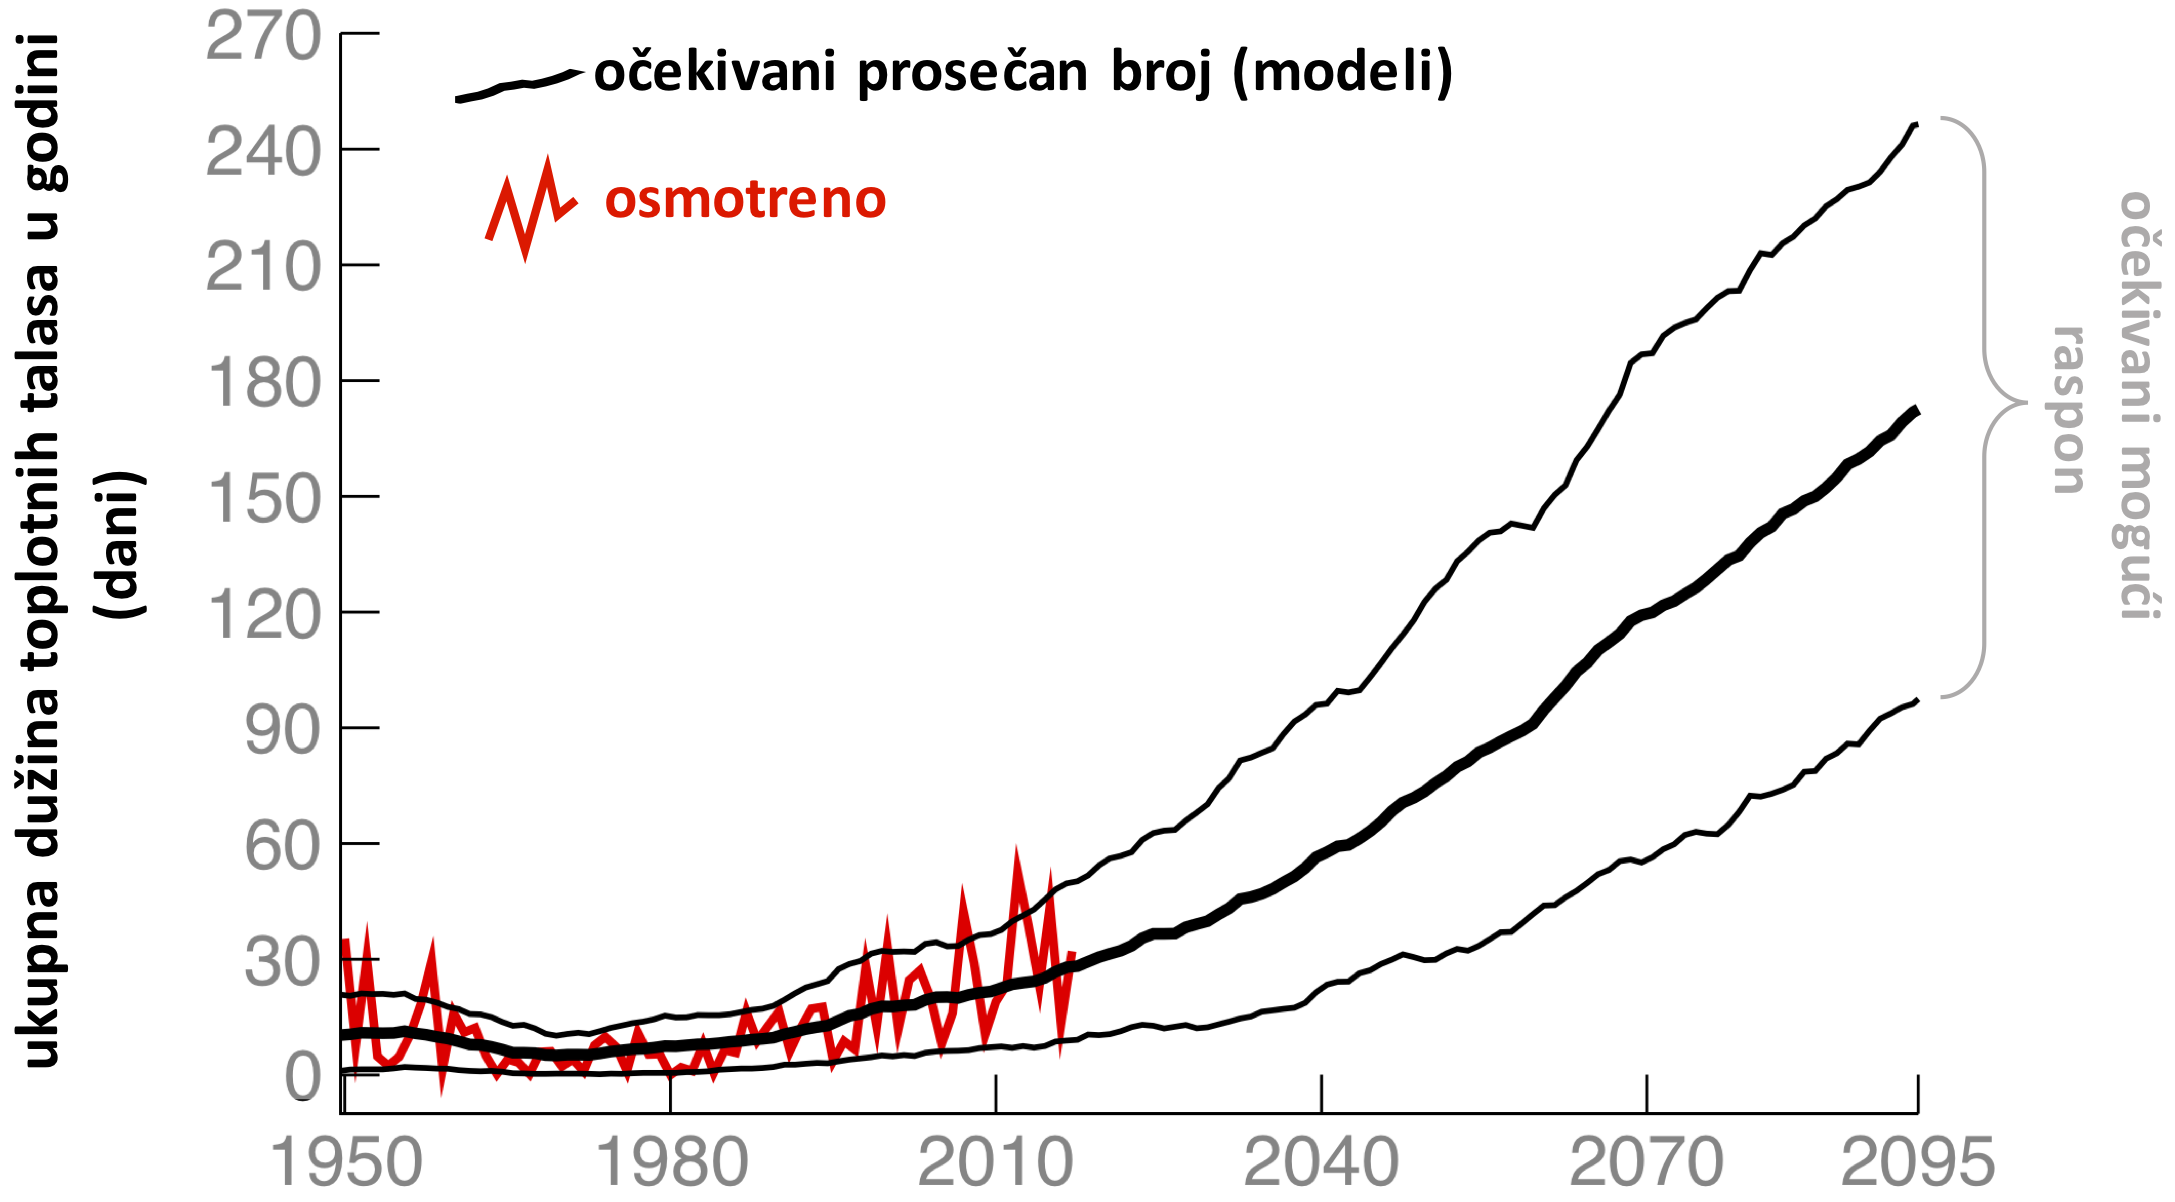 ukupna dužina toplotnih talasa u godini
(dani)
270
240
210
180
150
120
90
60
30
0
očekivani prosečan broj (modeli)
osmotreno
očekivani mogući
raspon
1950 1980 2010 2040 2070 2095